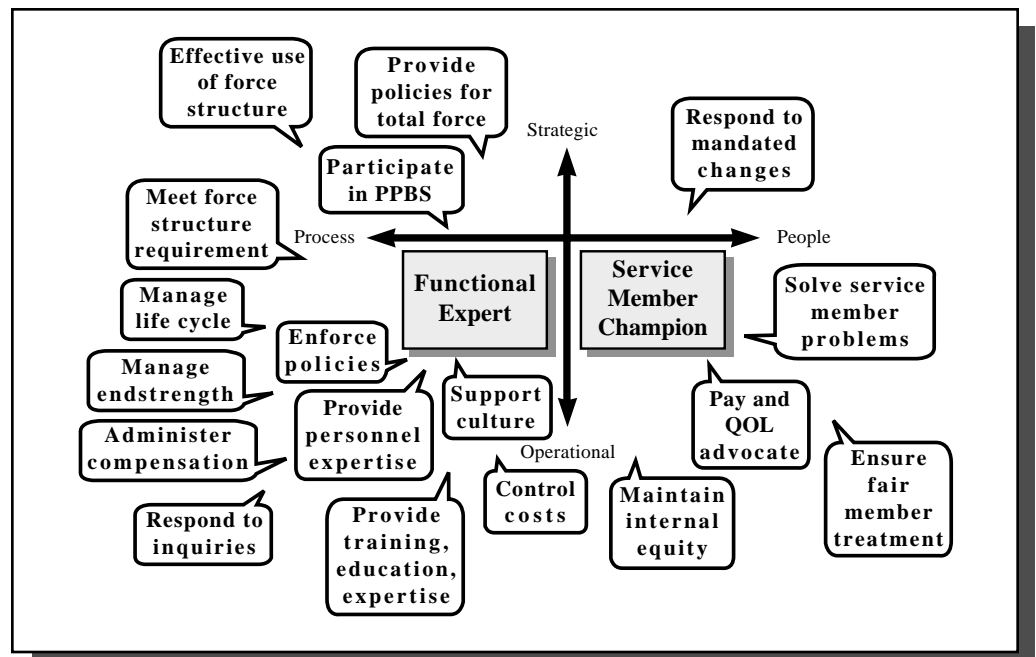 Effective use
of force
structure
Provide
policies for
total force
Strategic
Respond to
mandated
changes
Participate
in PPBS
Meet force
structure
requirement
Process
People
Functional
Expert
Service
Member
Champion
Solve service
member
problems
Manage
life cycle
Enforce
policies
Manage
endstrength
Provide
personnel
expertise
Support
culture
Pay and
QOL
advocate
Administer
compensation
Operational
Ensure
fair
member
treatment
Respond to
inquiries
Provide
training,
education,
expertise
Control
costs
Maintain
internal
equity